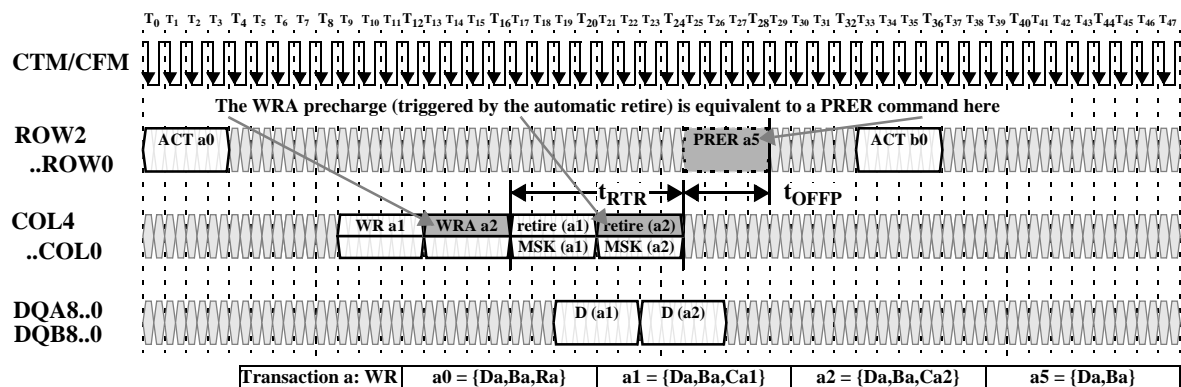 T0 T1 T2 T3 T4 T5 T6 T7 T8 T9 T10 T11 T12 T13 T14 T15 T16 T17 T18 T19 T20 T21 T22 T23 T24 T25 T26 T27 T28 T29 T30 T31 T32 T33 T34 T35 T36 T37 T38 T39 T40 T41 T42 T43 T44 T45 T46 T47
CTM/CFM
The WRA precharge (triggered by the automatic retire) is equivalent to a PRER command here
ROW2
..ROW0
ACT a0 PRER a5 ACT b0
tRTR tOFFP
COL4
..COL0
WR a1 WRA a2 retire (a1) retire (a2)
MSK (a1) MSK (a2)
DQA8..0
DQB8..0
D (a1) D (a2)
Transaction a: WR a0 = {Da,Ba,Ra} a1 = {Da,Ba,Ca1} a2 = {Da,Ba,Ca2} a5 = {Da,Ba}